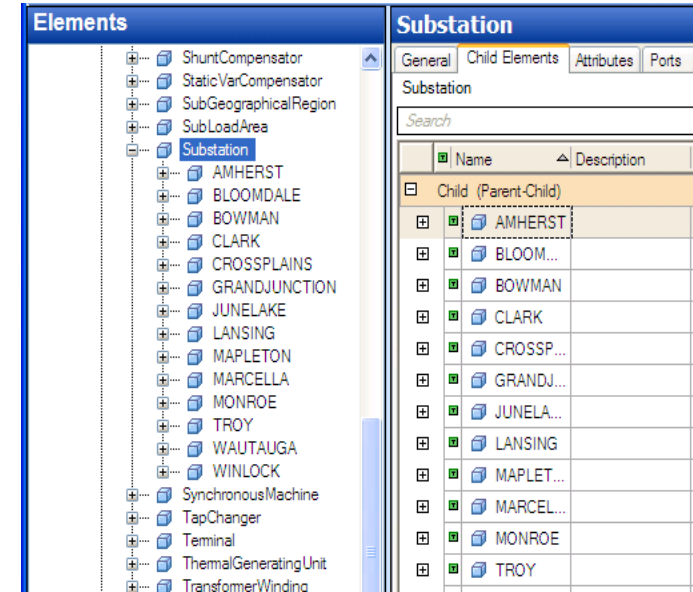 Elements
ShuntCompensator
StaticVarCompensator
SubGeographicalRegion
SubLoadArea
Substation
AMHERST
BLOOMDALE
BOWMAN
CLARK
CROSSPLAINS
GRANDJUNCTION
JUNELAKE
LANSING
MAPLETON
MARCELLA
MONROE
TROY
WAUTAUGA
WINLOCK
SynchronousMachine
TapChanger
Terminal
ThermalGeneratingUnit
TransformerWinding
Substation
General Child Elements Attributes Ports
Substation
Search
Name Description
Child (Parent-Child)
AMHERST
BLOOM...
BOWMAN
CLARK
CROSSP...
GRANDJ...
JUNELA...
LANSING
MAPLET...
MARCEL...
MONROE
TROY